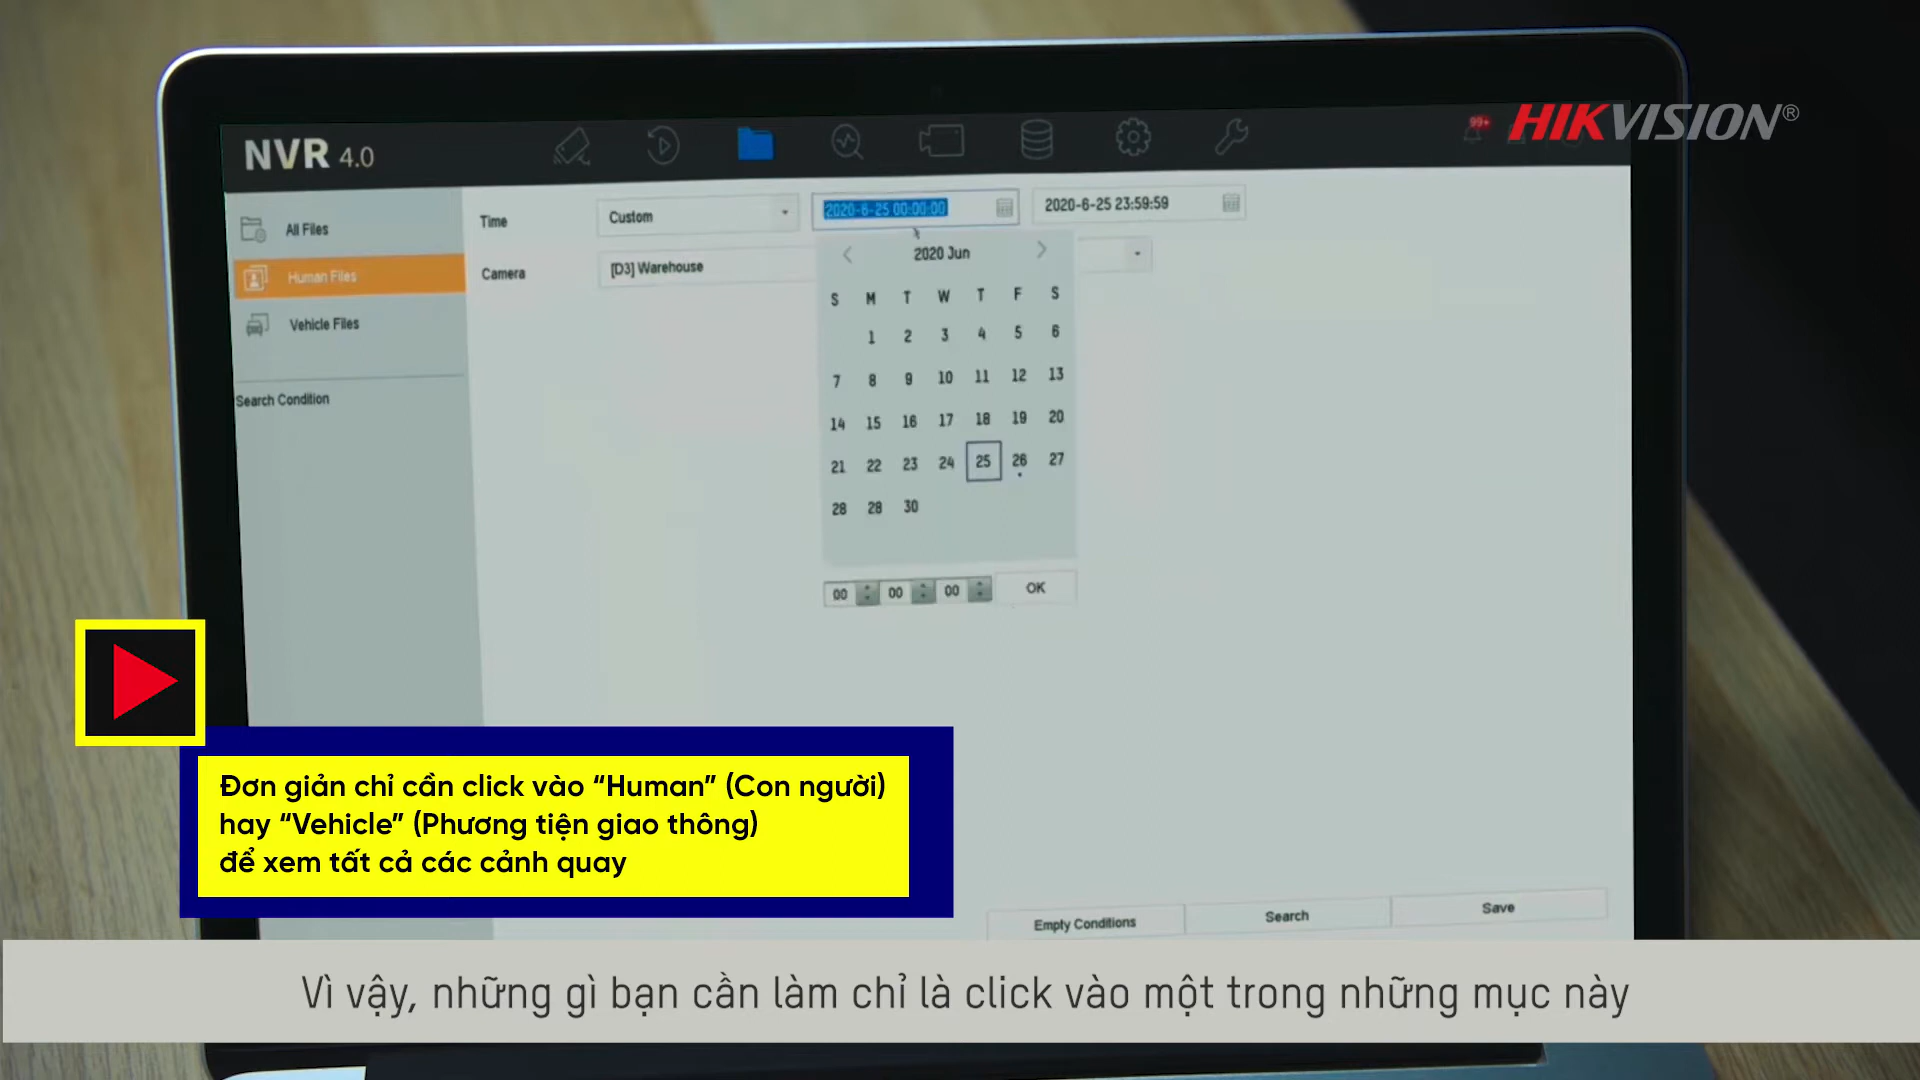 HIKVISION®
NVR 4.0
99+
All Files
Human Files
Vehicle Files
Search Condition
Time
Custom
2020-6-25 00:00:00
2020-6-25 23:59:59
Camera
[D3] Warehouse
2020 Jun
S M T W T F S
1 2 3 4 5 6
7 8 9 10 11 12 13
14 15 16 17 18 19 20
21 22 23 24 25 26 27
28 28 30
00 00 00 OK
Đơn giản chỉ cần click vào “Human” (Con người)
hay “Vehicle” (Phương tiện giao thông)
để xem tất cả các cảnh quay
Empty Conditions Search Save
Vì vậy, những gì bạn cần làm chỉ là click vào một trong những mục này